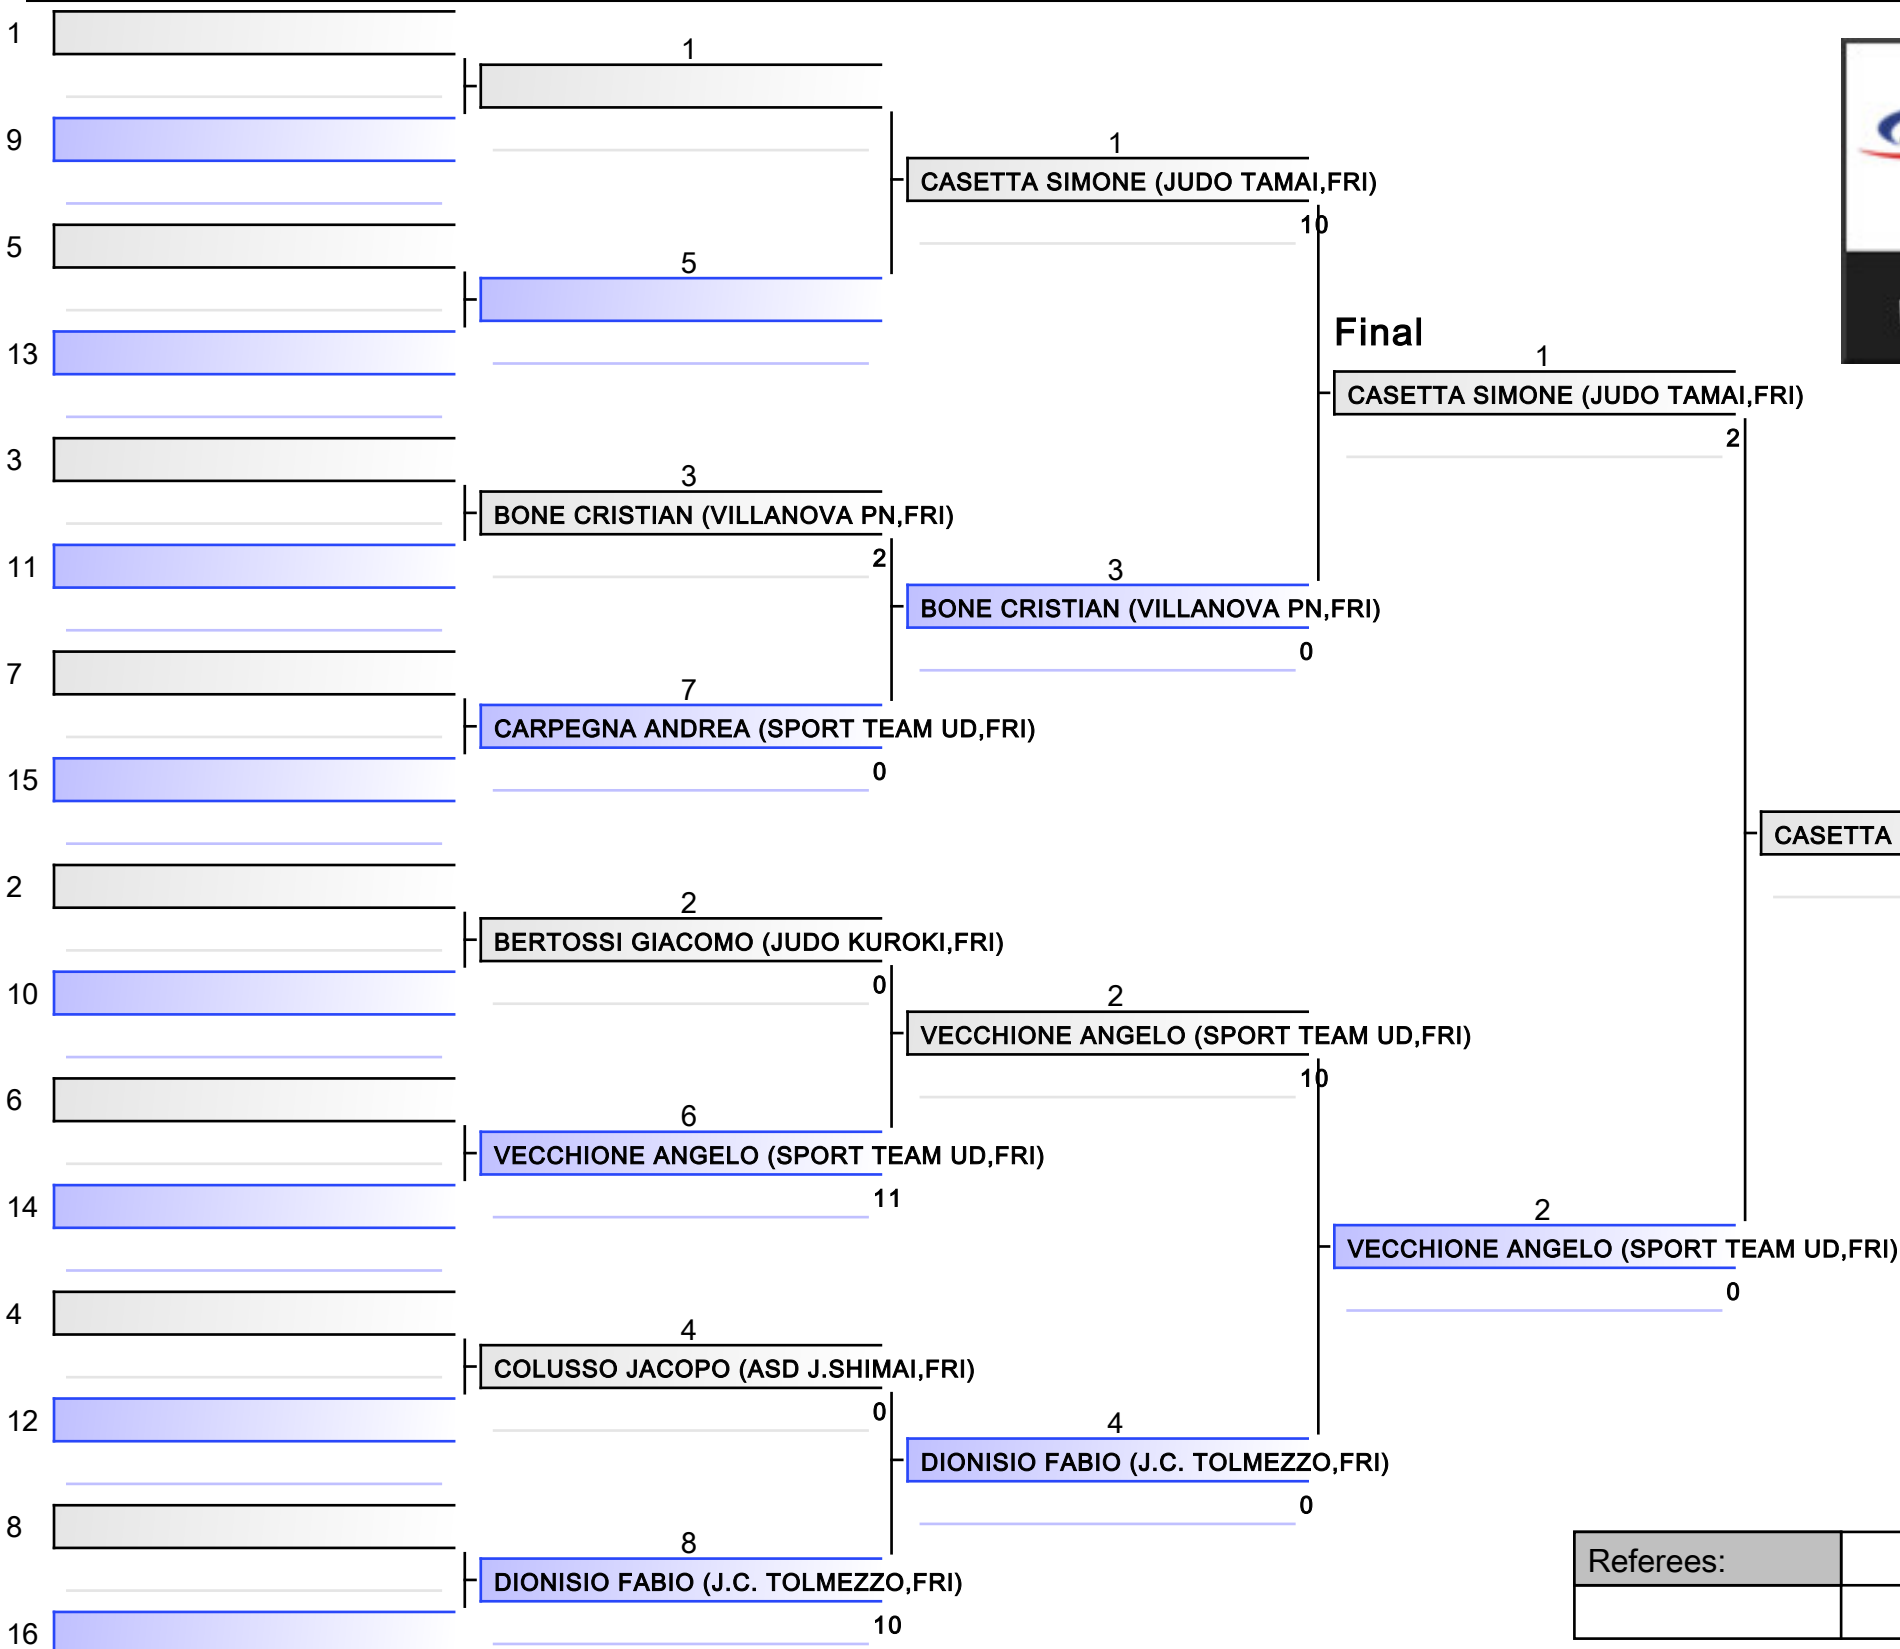 1
9
5
13
3
11
7
15
2
10
6
14
4
12
8
16
1
5
3
BONE CRISTIAN (VILLANOVA PN,FRI)
2
7
CARPEGNA ANDREA (SPORT TEAM UD,FRI)
0
2
BERTOSSI GIACOMO (JUDO KUROKI,FRI)
0
6
VECCHIONE ANGELO (SPORT TEAM UD,FRI)
11
4
COLUSSO JACOPO (ASD J.SHIMAI,FRI)
0
8
DIONISIO FABIO (J.C. TOLMEZZO,FRI)
10
1
CASETTA SIMONE (JUDO TAMAI,FRI)
10
3
BONE CRISTIAN (VILLANOVA PN,FRI)
0
2
VECCHIONE ANGELO (SPORT TEAM UD,FRI)
10
4
DIONISIO FABIO (J.C. TOLMEZZO,FRI)
0
Final
1
CASETTA SIMONE (JUDO TAMAI,FRI)
2
2
VECCHIONE ANGELO (SPORT TEAM UD,FRI)
0
CASETTA
Referees: